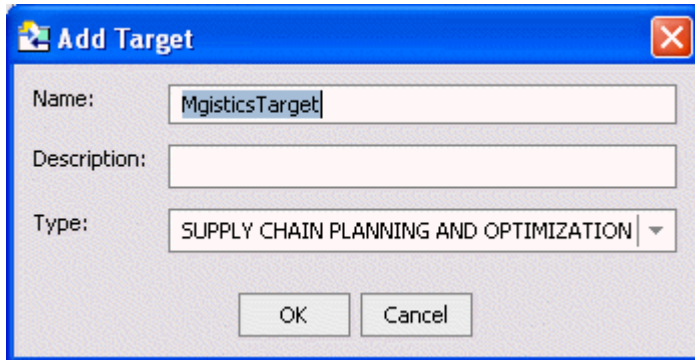 Add Target
Name:
MgisticsTarget
Description:
Type:
SUPPLY CHAIN PLANNING AND OPTIMIZATION
OK
Cancel